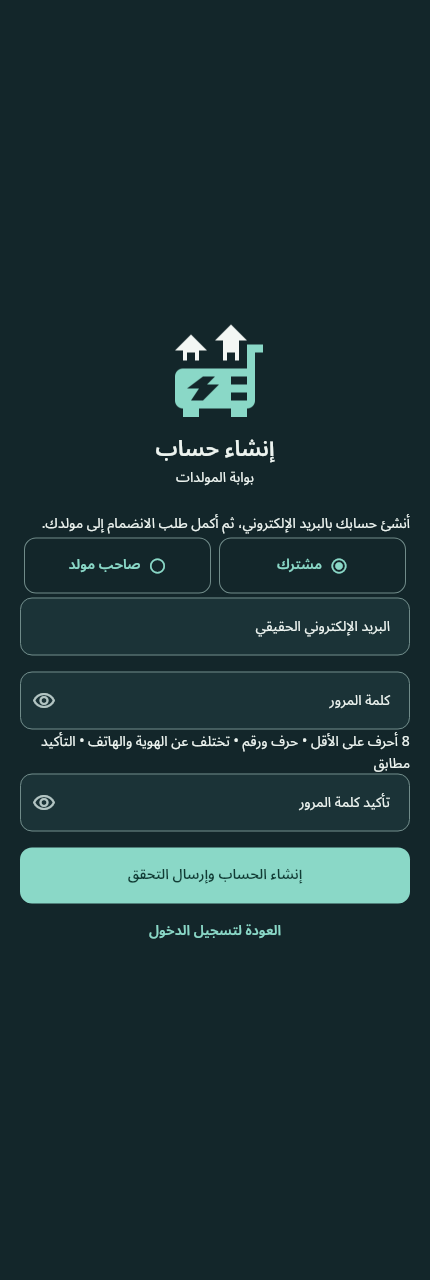 إنشاء حساب
بوابة المولدات
أنشئ حسابك بالبريد الإلكتروني، ثم أكمل طلب الانضمام إلى مولدك.
مشترك
صاحب مولد
البريد الإلكتروني الحقيقي
كلمة المرور
8 أحرف على الأقل • حرف ورقم • تختلف عن الهوية والهاتف • التأكيد
مطابق
تأكيد كلمة المرور
إنشاء الحساب وإرسال التحقق
العودة لتسجيل الدخول